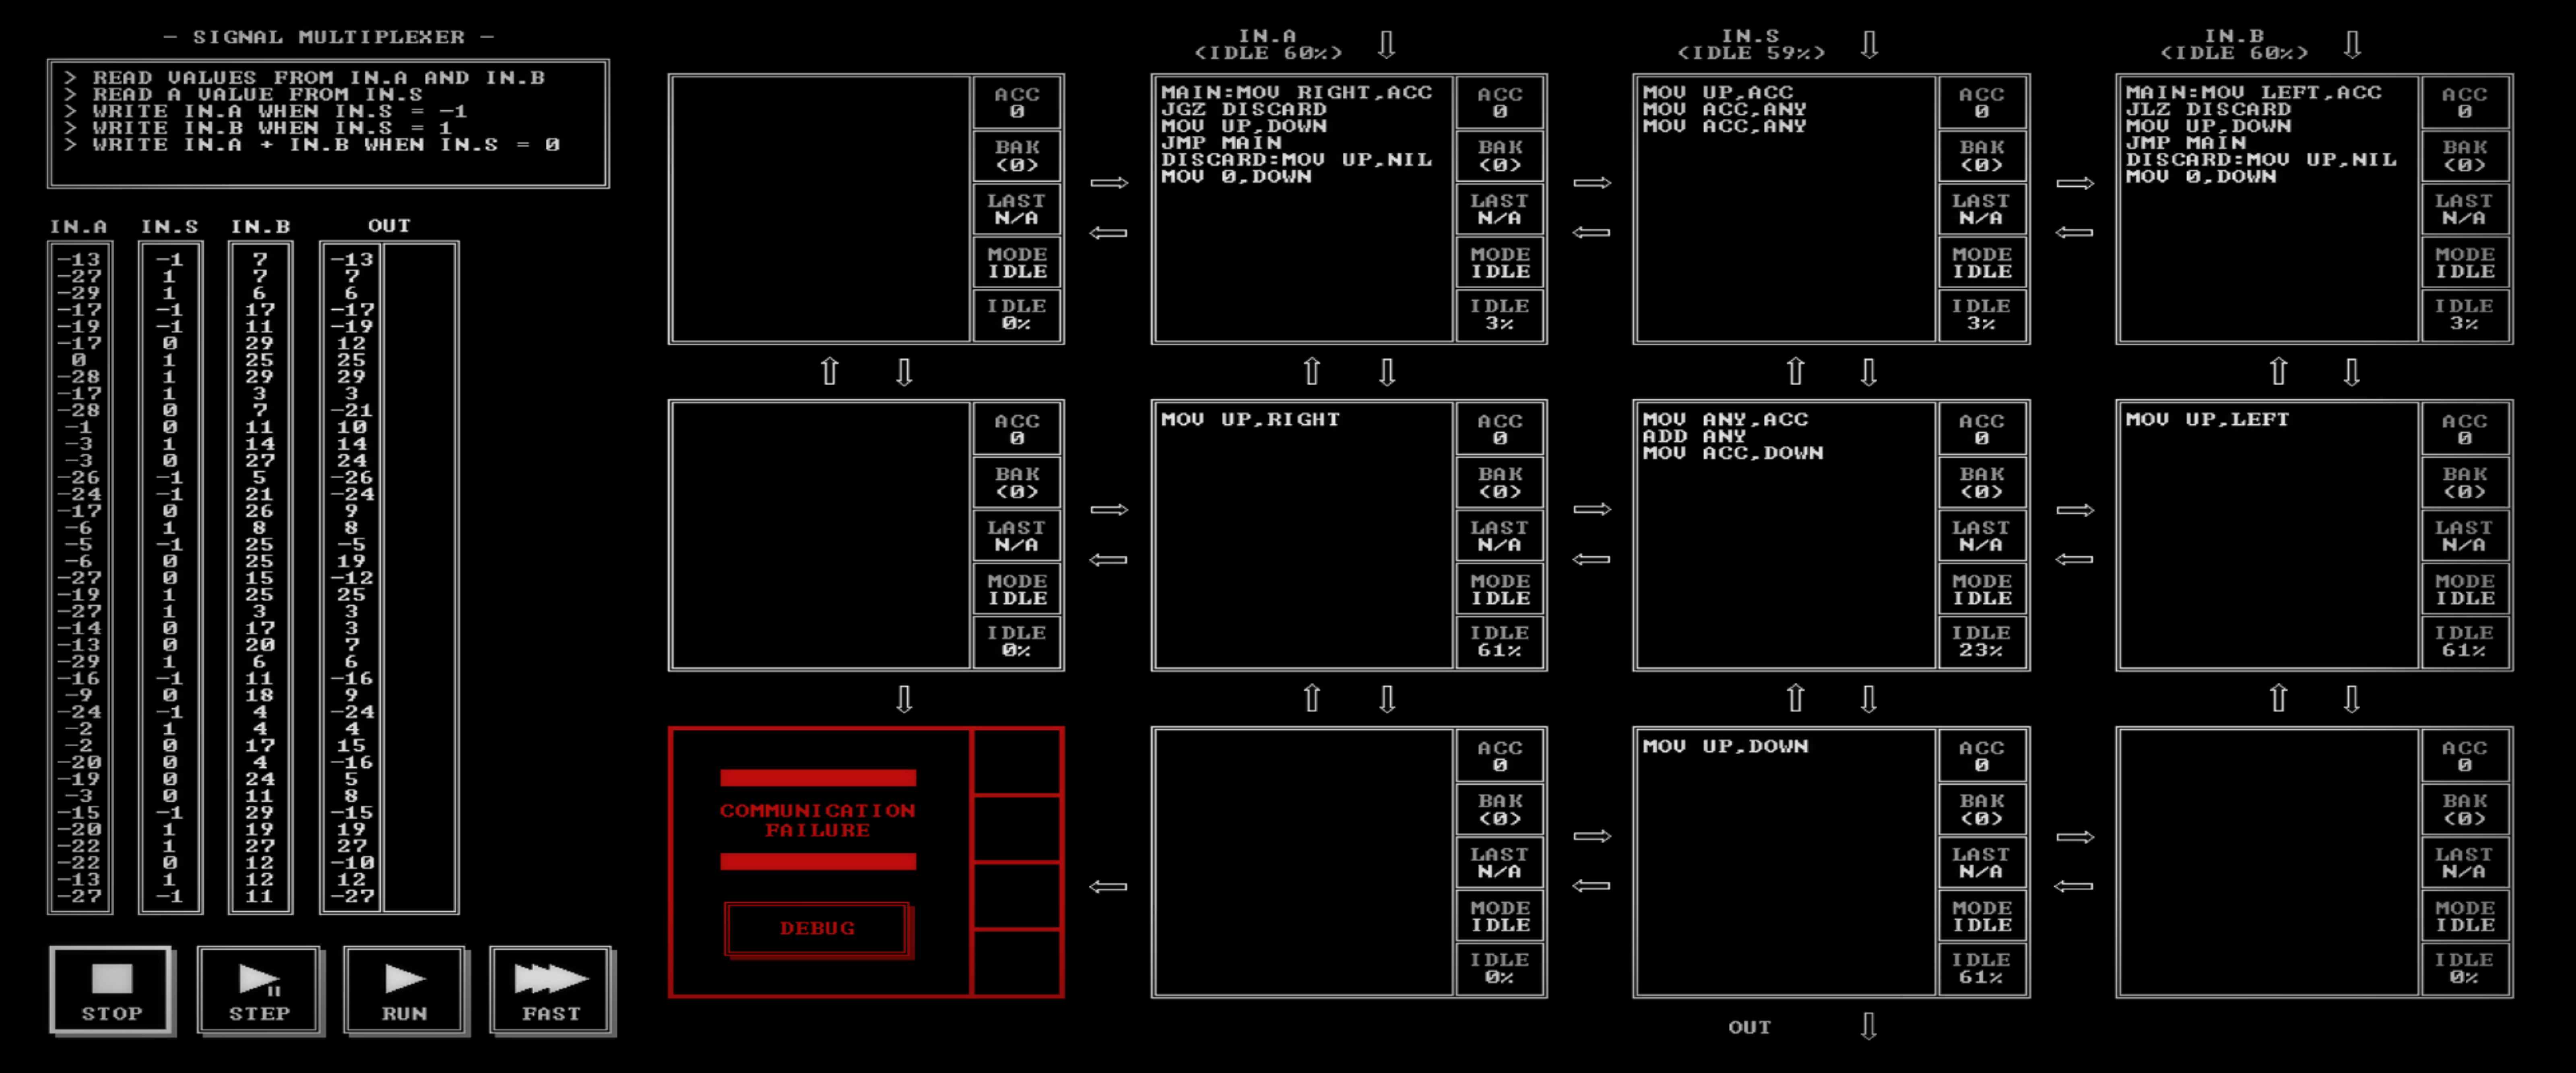 - SIGNAL MULTIPLEXER -
> READ VALUES FROM IN.A AND IN.B
> READ A VALUE FROM IN.S
> WRITE IN.A WHEN IN.S = -1
> WRITE IN.B WHEN IN.S = 1
> WRITE IN.A + IN.B WHEN IN.S = 0
IN.A IN.S IN.B OUT
-13 -1 7 -13
-27 1 7 7
-29 1 6 6
-17 -1 17 -17
-19 -1 11 -19
-17 0 29 12
0 1 25 25
-28 1 29 29
-17 1 3 3
-28 0 7 -21
-1 0 11 10
-3 1 14 14
-3 0 27 24
-26 -1 5 -26
-24 -1 21 -24
-17 0 26 9
-6 1 8 8
-5 -1 25 -5
-6 0 25 19
-27 0 15 -12
-19 1 25 25
-27 1 3 3
-14 0 17 3
-13 0 20 7
-29 1 6 6
-16 -1 11 -16
-9 0 18 9
-24 -1 4 -24
-2 1 4 4
-2 0 17 15
-20 0 4 -16
-19 0 24 5
-3 0 11 8
-15 -1 29 -15
-20 1 19 19
-22 1 27 27
-22 0 12 -10
-13 1 12 12
-27 -1 11 -27
STOP
STEP
RUN
FAST
IN.A
(IDLE 60%)
IN.S
(IDLE 59%)
IN.B
(IDLE 60%)
ACC
0
BAK
(0)
LAST
N/A
MODE
IDLE
IDLE
0%
MAIN:MOV RIGHT,ACC
JGZ DISCARD
MOV UP,DOWN
JMP MAIN
DISCARD:MOV UP,NIL
MOV 0,DOWN
ACC
0
BAK
(0)
LAST
N/A
MODE
IDLE
IDLE
3%
MOV UP,ACC
MOV ACC,ANY
MOV ACC,ANY
ACC
0
BAK
(0)
LAST
N/A
MODE
IDLE
IDLE
3%
MAIN:MOV LEFT,ACC
JLZ DISCARD
MOV UP,DOWN
JMP MAIN
DISCARD:MOV UP,NIL
MOV 0,DOWN
ACC
0
BAK
(0)
LAST
N/A
MODE
IDLE
IDLE
3%
ACC
0
BAK
(0)
LAST
N/A
MODE
IDLE
IDLE
0%
MOV UP,RIGHT
ACC
0
BAK
(0)
LAST
N/A
MODE
IDLE
IDLE
61%
MOV ANY,ACC
ADD ANY
MOV ACC,DOWN
ACC
0
BAK
(0)
LAST
N/A
MODE
IDLE
IDLE
23%
MOV UP,LEFT
ACC
0
BAK
(0)
LAST
N/A
MODE
IDLE
IDLE
61%
COMMUNICATION
FAILURE
DEBUG
ACC
0
BAK
(0)
LAST
N/A
MODE
IDLE
IDLE
0%
MOV UP,DOWN
ACC
0
BAK
(0)
LAST
N/A
MODE
IDLE
IDLE
61%
ACC
0
BAK
(0)
LAST
N/A
MODE
IDLE
IDLE
0%
OUT